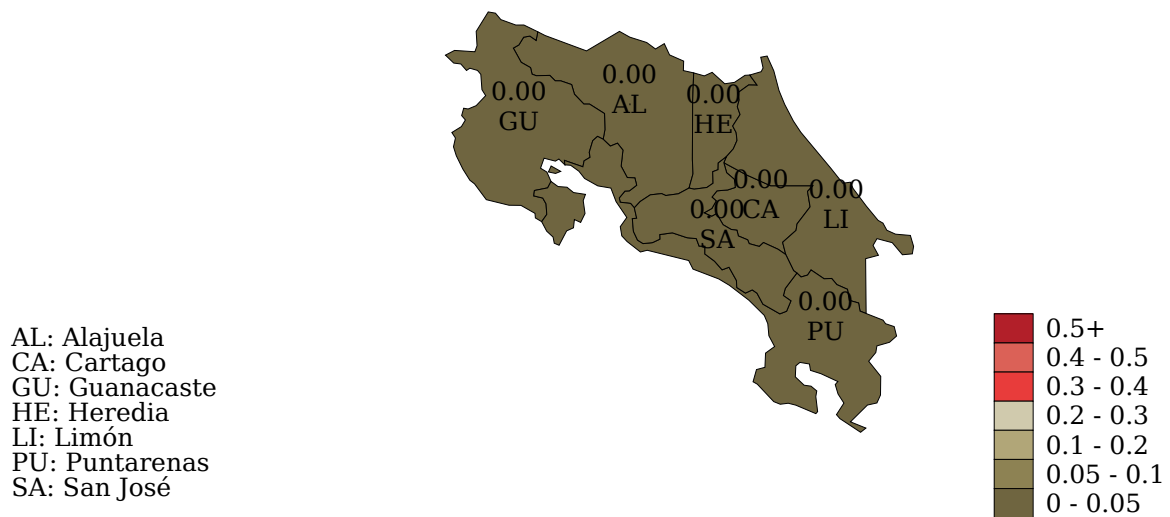 0.00
AL
0.00
GU
0.00
HE
0.00
CA
0.00
LI
0.00
SA
0.00
PU
AL: Alajuela
CA: Cartago
GU: Guanacaste
HE: Heredia
LI: Limón
PU: Puntarenas
SA: San José
0.5+
0.4 - 0.5
0.3 - 0.4
0.2 - 0.3
0.1 - 0.2
0.05 - 0.1
0 - 0.05